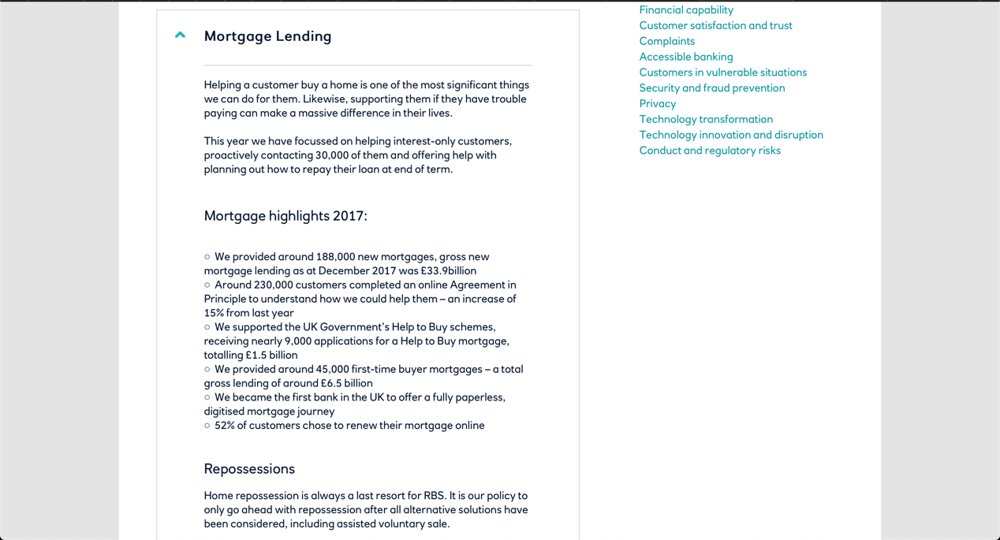 Mortgage Lending
Helping a customer buy a home is one of the most significant things
we can do for them. Likewise, supporting them if they have trouble
paying can make a massive difference in their lives.
This year we have focussed on helping interest-only customers,
proactively contacting 30,000 of them and offering help with
planning out how to repay their loan at end of term.
Mortgage highlights 2017:
○ We provided around 188,000 new mortgages, gross new
mortgage lending as at December 2017 was £33.9billion
○ Around 230,000 customers completed an online Agreement in
Principle to understand how we could help them – an increase of
15% from last year
○ We supported the UK Government's Help to Buy schemes,
receiving nearly 9,000 applications for a Help to Buy mortgage,
totalling £1.5 billion
○ We provided around 45,000 first-time buyer mortgages – a total
gross lending of around £6.5 billion
○ We became the first bank in the UK to offer a fully paperless,
digitised mortgage journey
○ 52% of customers chose to renew their mortgage online
Repossessions
Home repossession is always a last resort for RBS. It is our policy to
only go ahead with repossession after all alternative solutions have
been considered, including assisted voluntary sale.
Financial capability
Customer satisfaction and trust
Complaints
Accessible banking
Customers in vulnerable situations
Security and fraud prevention
Privacy
Technology transformation
Technology innovation and disruption
Conduct and regulatory risks